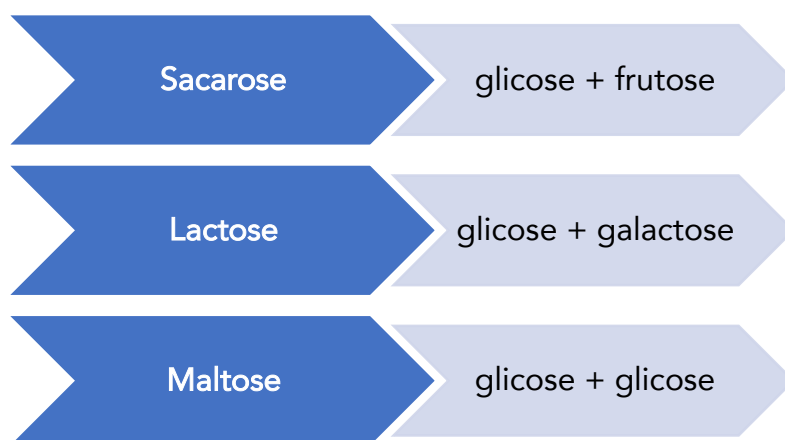 Sacarose
glicose + frutose
Lactose
glicose + galactose
Maltose
glicose + glicose